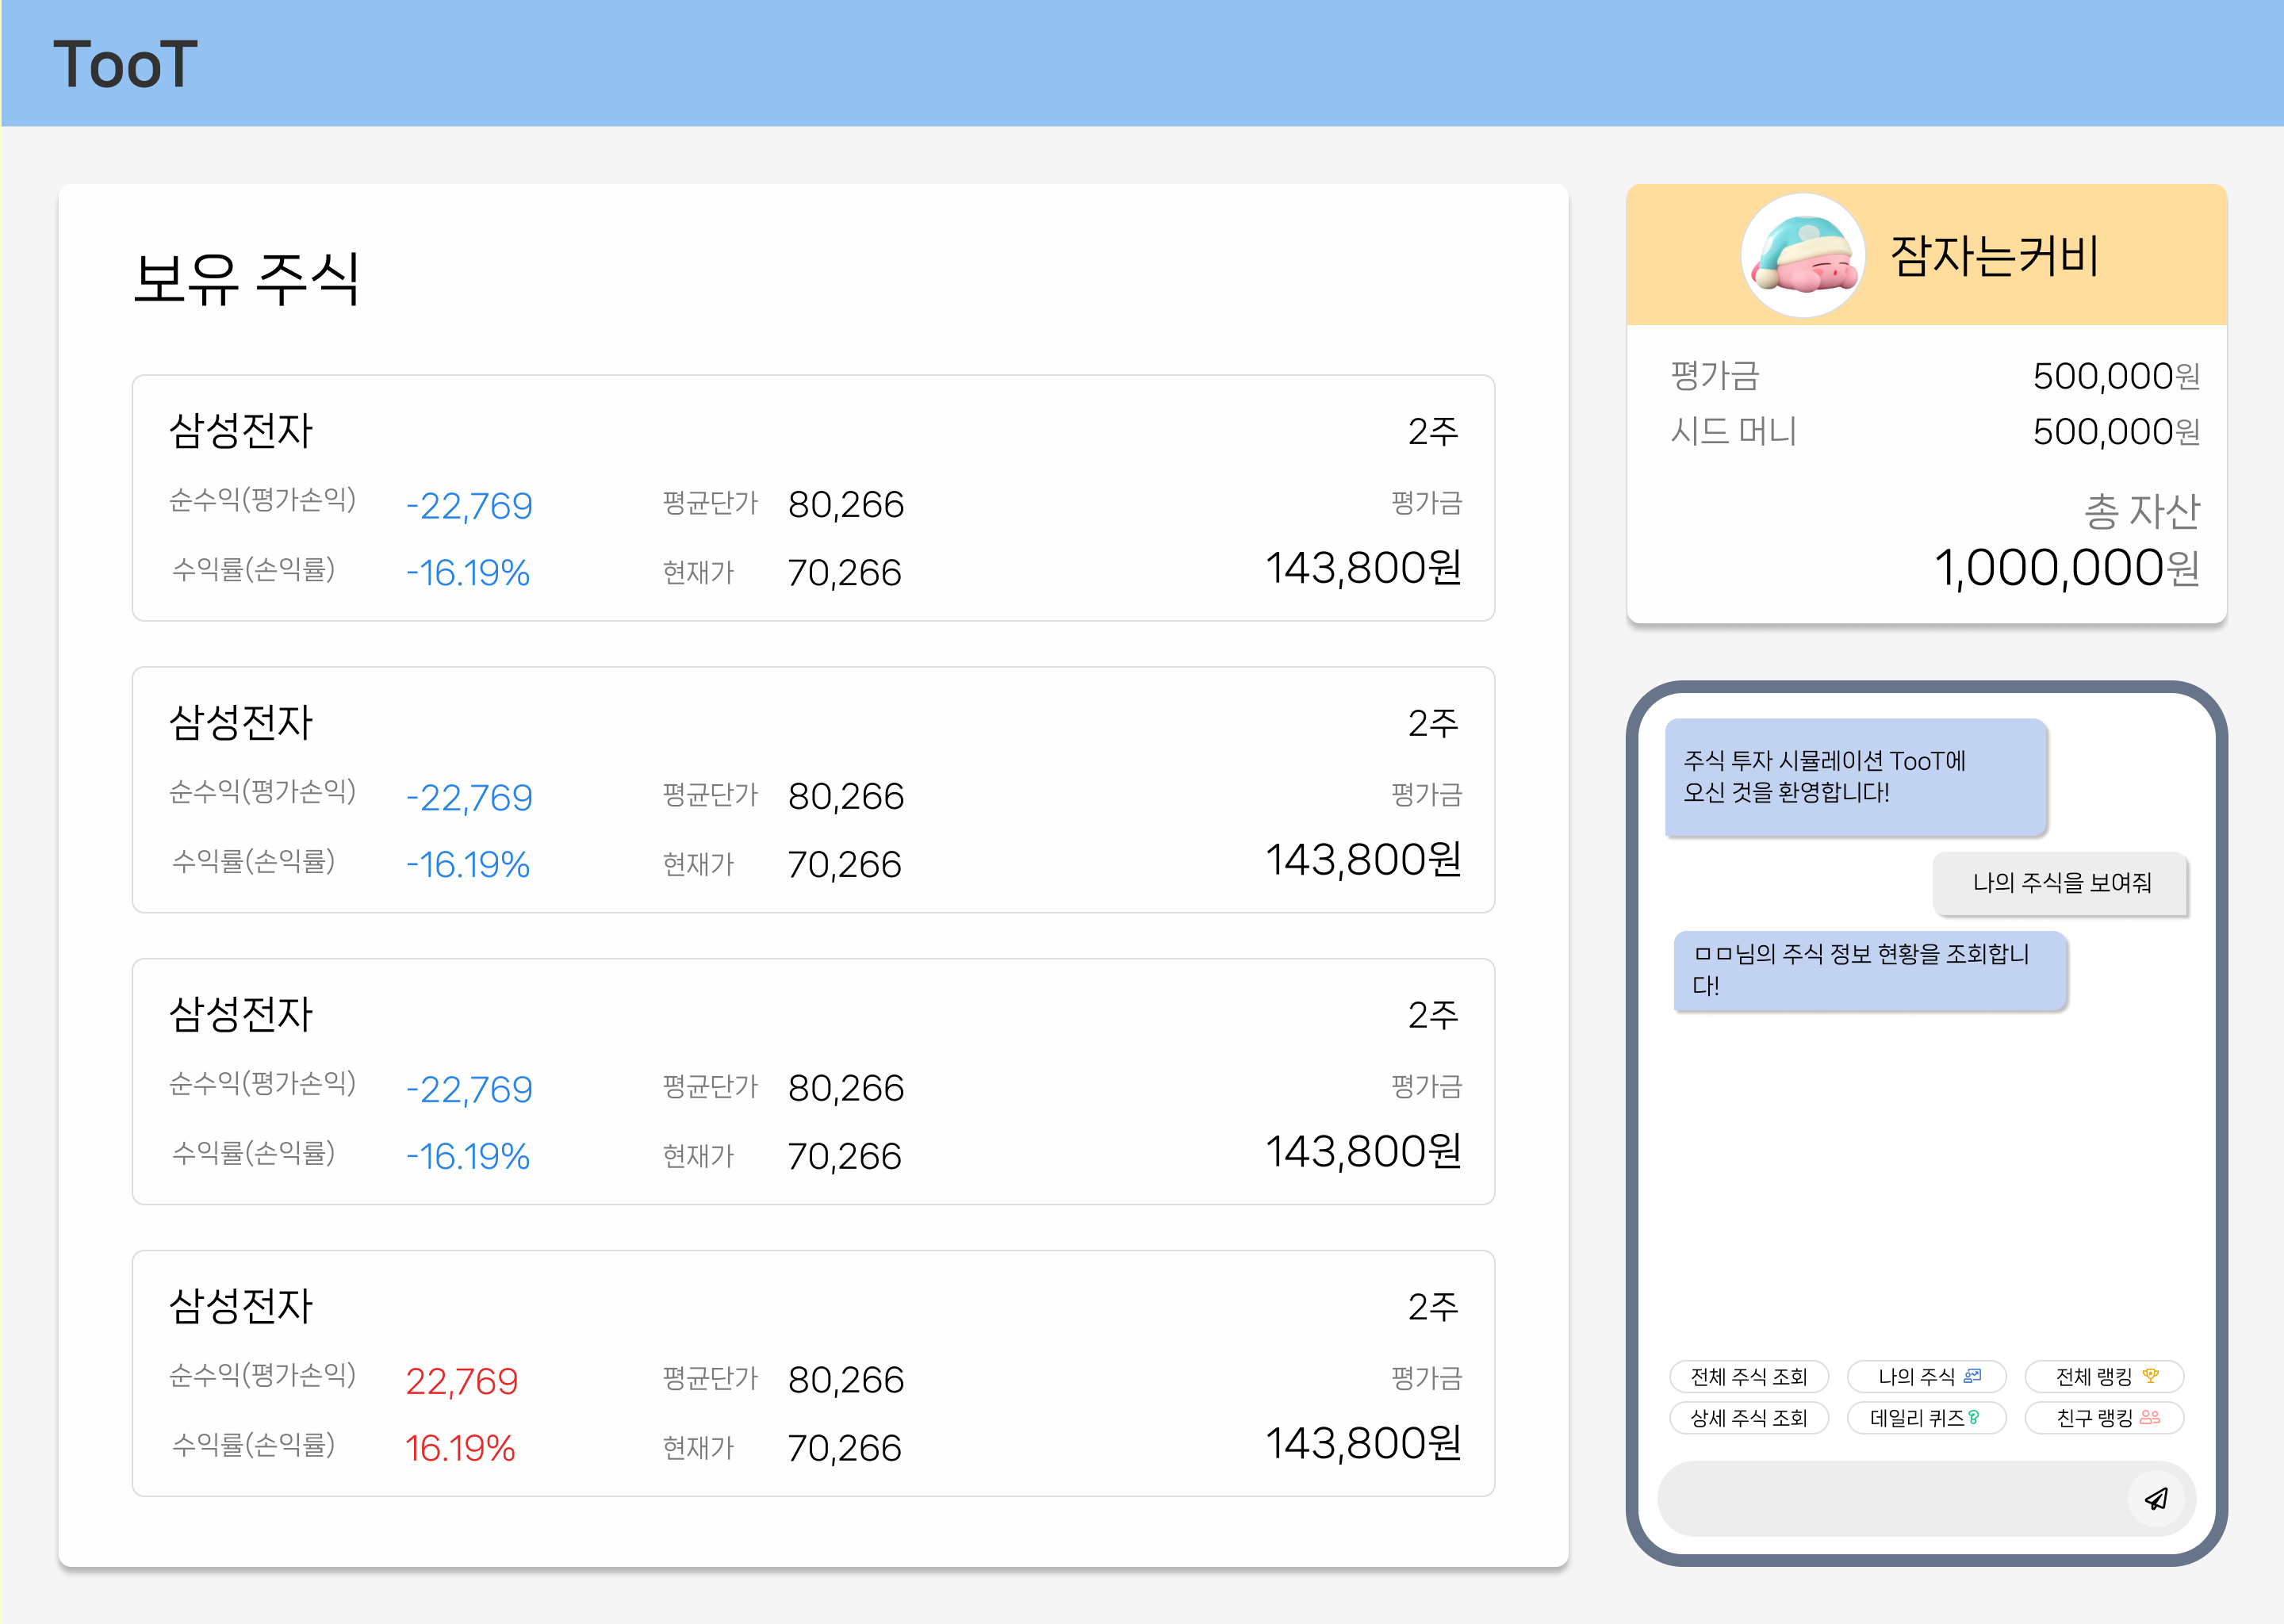 TooT
보유 주식
삼성전자 2주
순수익(평가손익) -22,769 평균단가 80,266 평가금
수익률(손익률) -16.19% 현재가 70,266 143,800원
삼성전자 2주
순수익(평가손익) -22,769 평균단가 80,266 평가금
수익률(손익률) -16.19% 현재가 70,266 143,800원
삼성전자 2주
순수익(평가손익) -22,769 평균단가 80,266 평가금
수익률(손익률) -16.19% 현재가 70,266 143,800원
삼성전자 2주
순수익(평가손익) 22,769 평균단가 80,266 평가금
수익률(손익률) 16.19% 현재가 70,266 143,800원
잠자는커비
평가금 500,000원
시드 머니 500,000원
총 자산
1,000,000원
주식 투자 시뮬레이션 TooT에
오신 것을 환영합니다!
나의 주식을 보여줘
ㅁㅁ님의 주식 정보 현황을 조회합니
다!
전체 주식 조회 나의 주식 전체 랭킹
상세 주식 조회 데일리 퀴즈 친구 랭킹